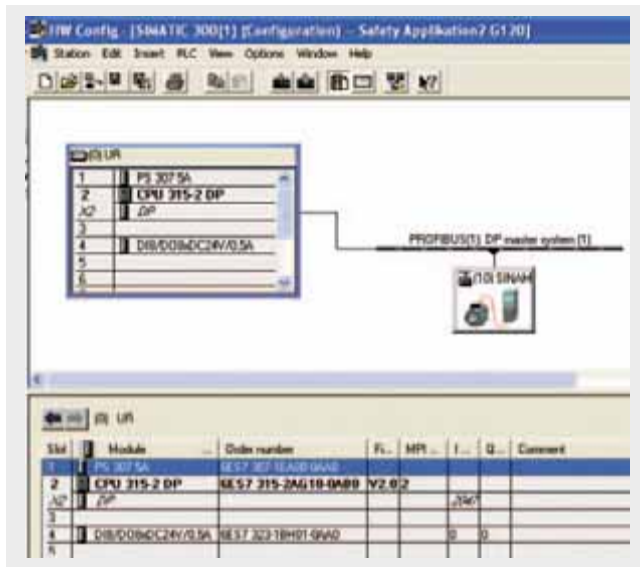 HW Config - [SIMATIC 300(1) (Configuration) -- Safety Applikation2 G120]
Station Edit Insert PLC View Options Window Help
(0) UR
1 PS 307 5A
2 CPU 315-2 DP
X2 DP
3
4 DI8/DO8xDC24V/0.5A
5
6
PROFIBUS(1): DP master system (1)
(10) SINAM
(0) UR
Slot Module ... Order number Fi... MPI ... I... Q... Comment
1 PS 307 5A
2 CPU 315-2 DP 6ES7 315-2AG10-0AB0 V2.0 2
X2 DP 2047
3
4 DI8/DO8xDC24V/0.5A 6ES7 323-1BH01-0AA0 0 0
5